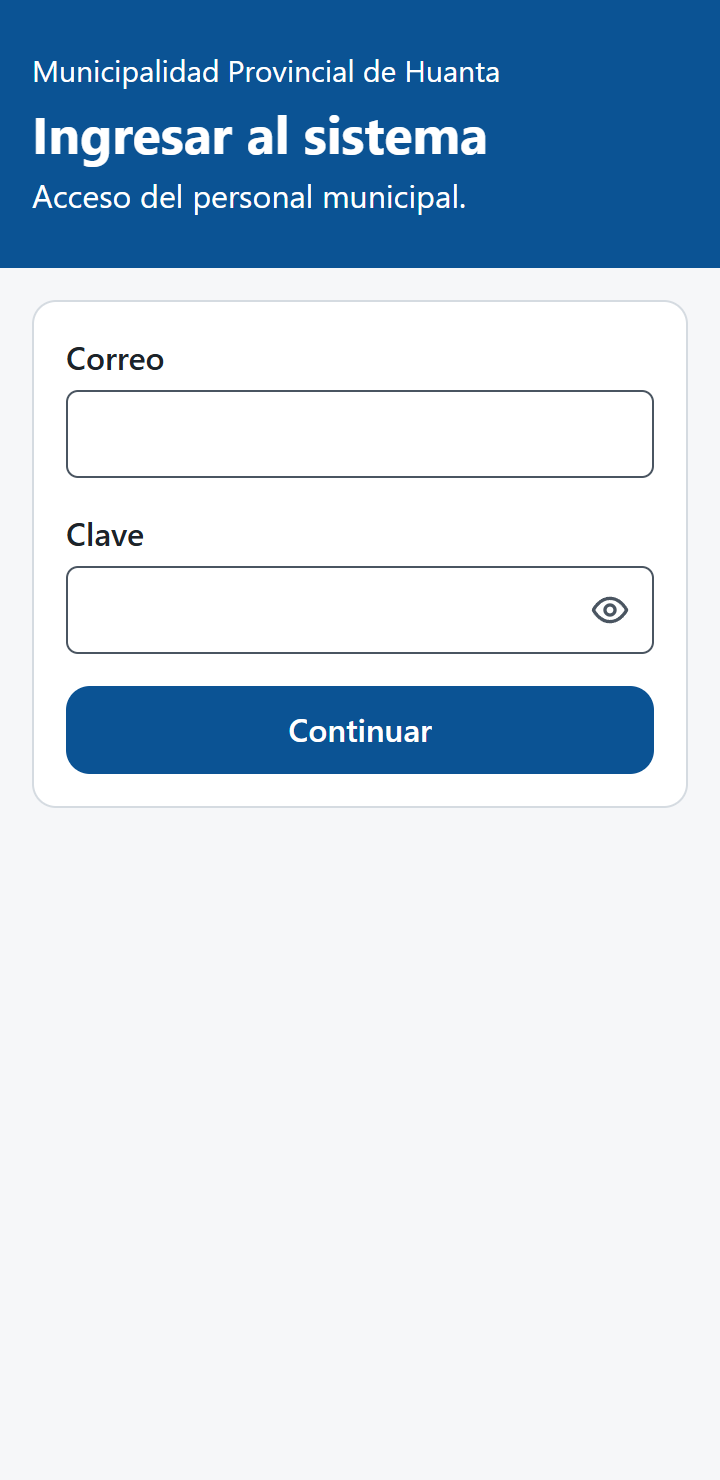 Municipalidad Provincial de Huanta
Ingresar al sistema
Acceso del personal municipal.
Correo
Clave
Continuar